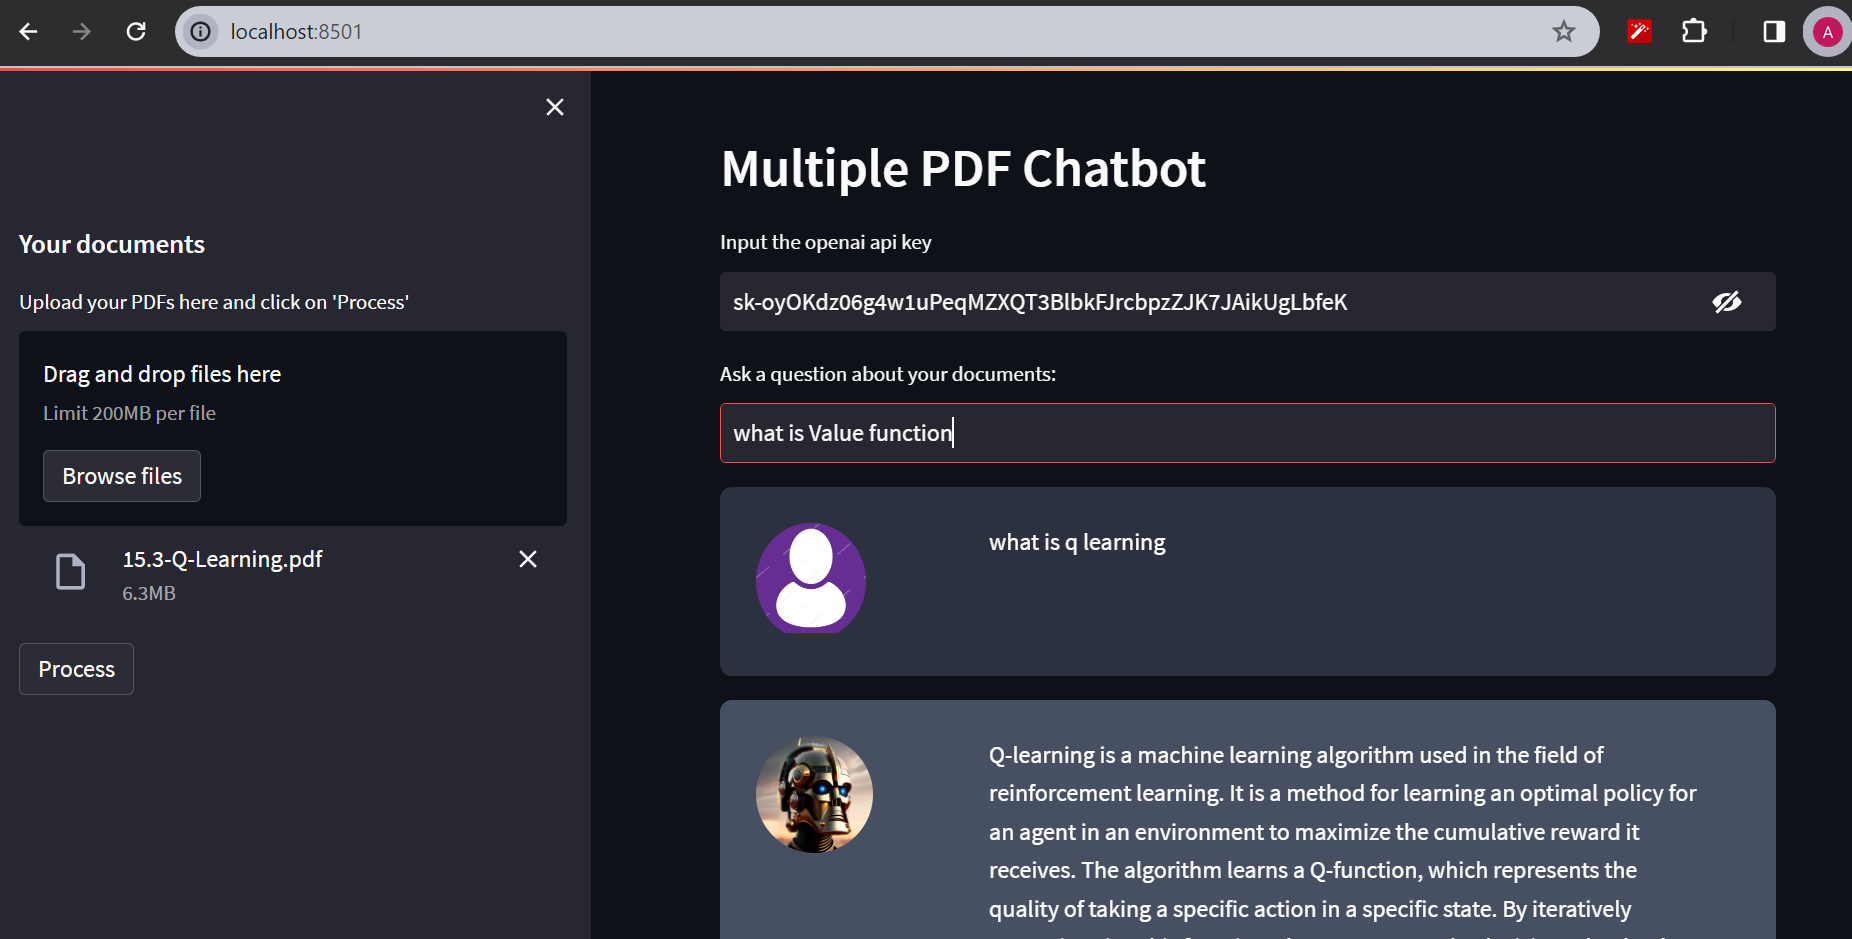 localhost:8501
A
Your documents
Upload your PDFs here and click on 'Process'
Drag and drop files here
Limit 200MB per file
Browse files
15.3-Q-Learning.pdf
6.3MB
Process
Multiple PDF Chatbot
Input the openai api key
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
Ask a question about your documents:
what is Value function
what is q learning
Q-learning is a machine learning algorithm used in the field of
reinforcement learning. It is a method for learning an optimal policy for
an agent in an environment to maximize the cumulative reward it
receives. The algorithm learns a Q-function, which represents the
quality of taking a specific action in a specific state. By iteratively